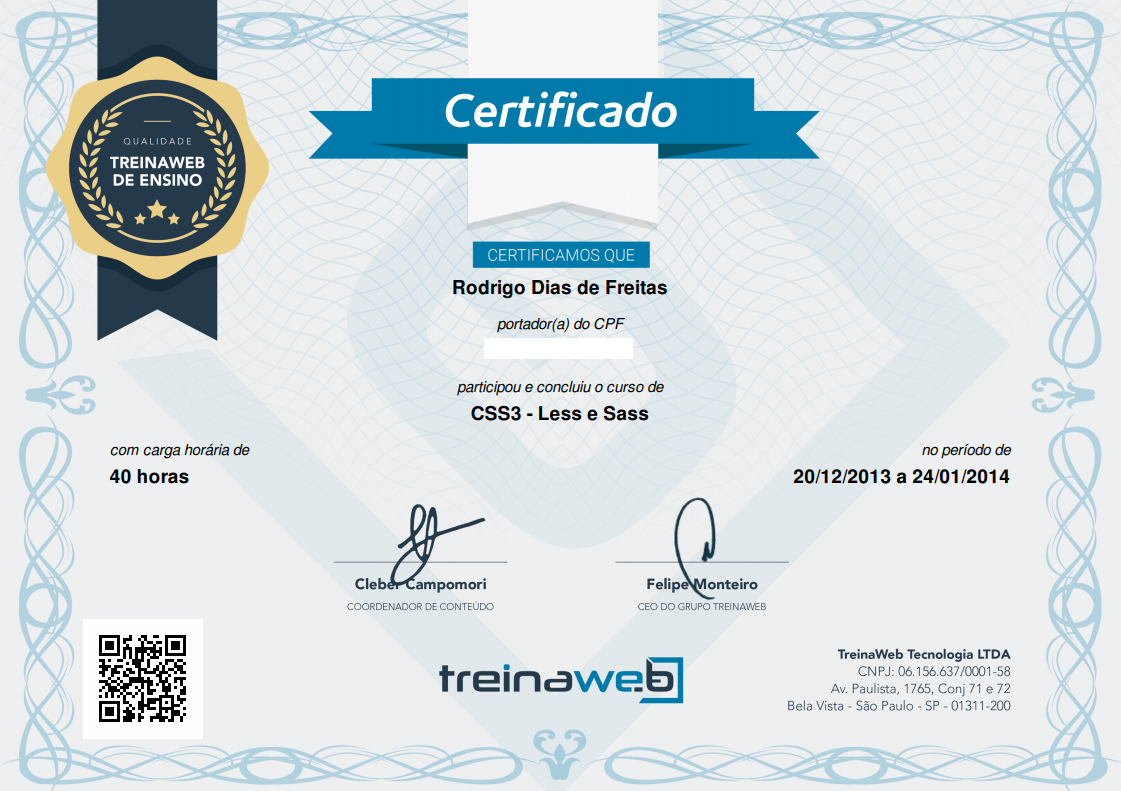 Certificado
QUALIDADE
TREINAWEB
DE ENSINO
CERTIFICAMOS QUE
Rodrigo Dias de Freitas
portador(a) do CPF
participou e concluiu o curso de
CSS3 - Less e Sass
com carga horária de
40 horas
no período de
20/12/2013 a 24/01/2014
Cleber Campomori
COORDENADOR DE CONTEÚDO
Felipe Monteiro
CEO DO GRUPO TREINAWEB
treinaweb
TreinaWeb Tecnologia LTDA
CNPJ: 06.156.637/0001-58
Av. Paulista, 1765, Conj 71 e 72
Bela Vista - São Paulo - SP - 01311-200